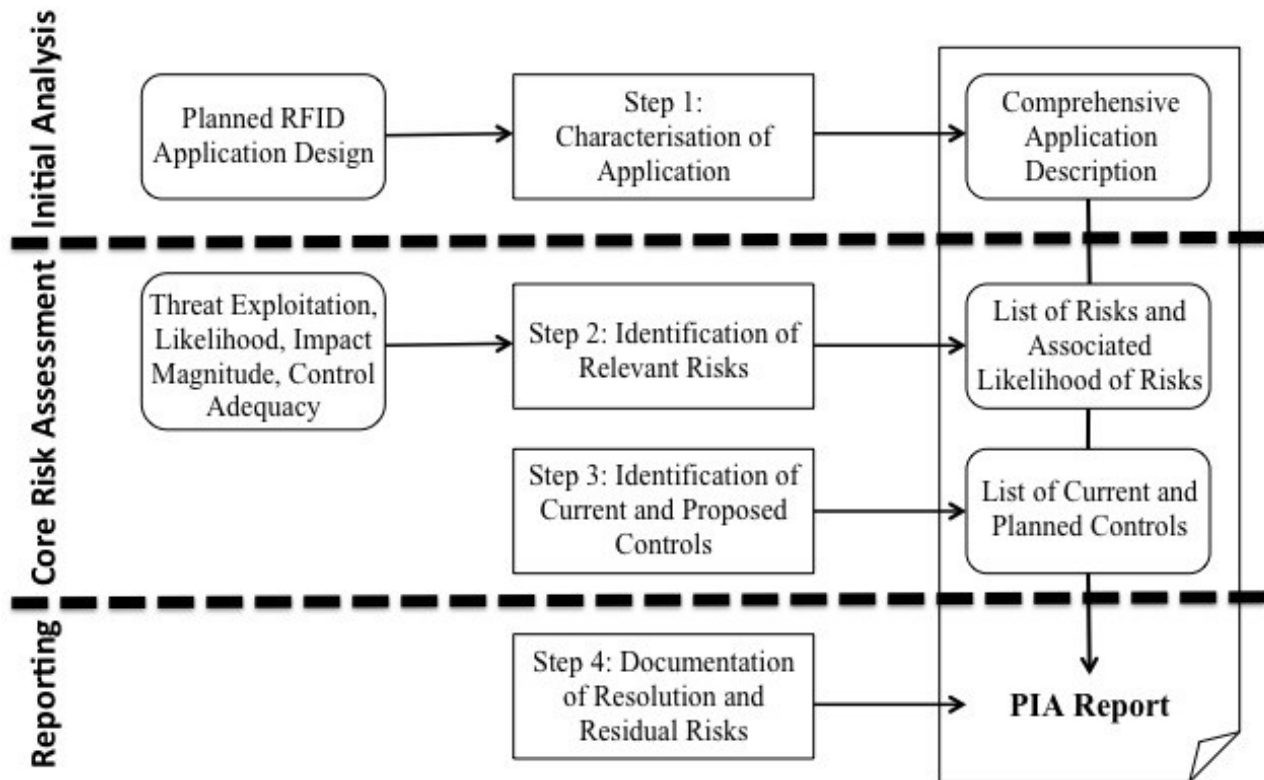 Initial Analysis
Planned RFID
Application Design
Step 1:
Characterisation of
Application
Comprehensive
Application
Description
Core Risk Assessment
Threat Exploitation,
Likelihood, Impact
Magnitude, Control
Adequacy
Step 2: Identification of
Relevant Risks
List of Risks and
Associated
Likelihood of Risks
Step 3: Identification of
Current and Proposed
Controls
List of Current and
Planned Controls
Reporting
Step 4: Documentation
of Resolution and
Residual Risks
PIA Report